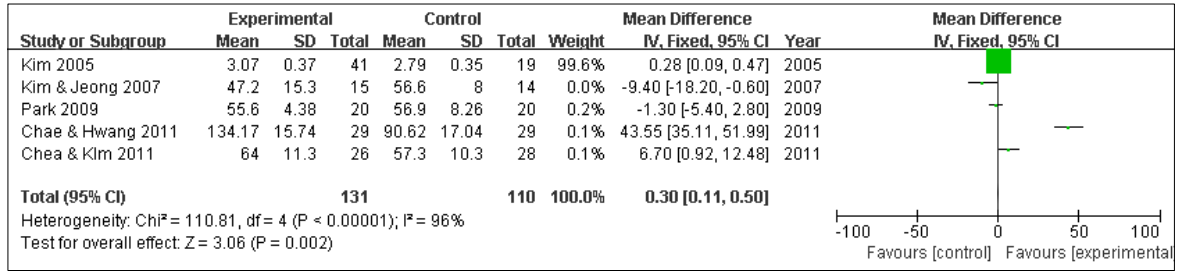 Experimental Control Mean Difference Mean Difference
Study or Subgroup Mean SD Total Mean SD Total Weight IV, Fixed, 95% CI Year IV, Fixed, 95% CI
Kim 2005 3.07 0.37 41 2.79 0.35 19 99.6% 0.28 [0.09, 0.47] 2005
Kim & Jeong 2007 47.2 15.3 15 56.6 8 14 0.0% -9.40 [-18.20, -0.60] 2007
Park 2009 55.6 4.38 20 56.9 8.26 20 0.2% -1.30 [-5.40, 2.80] 2009
Chae & Hwang 2011 134.17 15.74 29 90.62 17.04 29 0.1% 43.55 [35.11, 51.99] 2011
Chea & KIm 2011 64 11.3 26 57.3 10.3 28 0.1% 6.70 [0.92, 12.48] 2011
Total (95% CI) 131 110 100.0% 0.30 [0.11, 0.50]
Heterogeneity: Chi² = 110.81, df = 4 (P < 0.00001); I² = 96%
Test for overall effect: Z = 3.06 (P = 0.002)
-100 -50 0 50 100
Favours [control] Favours [experimental